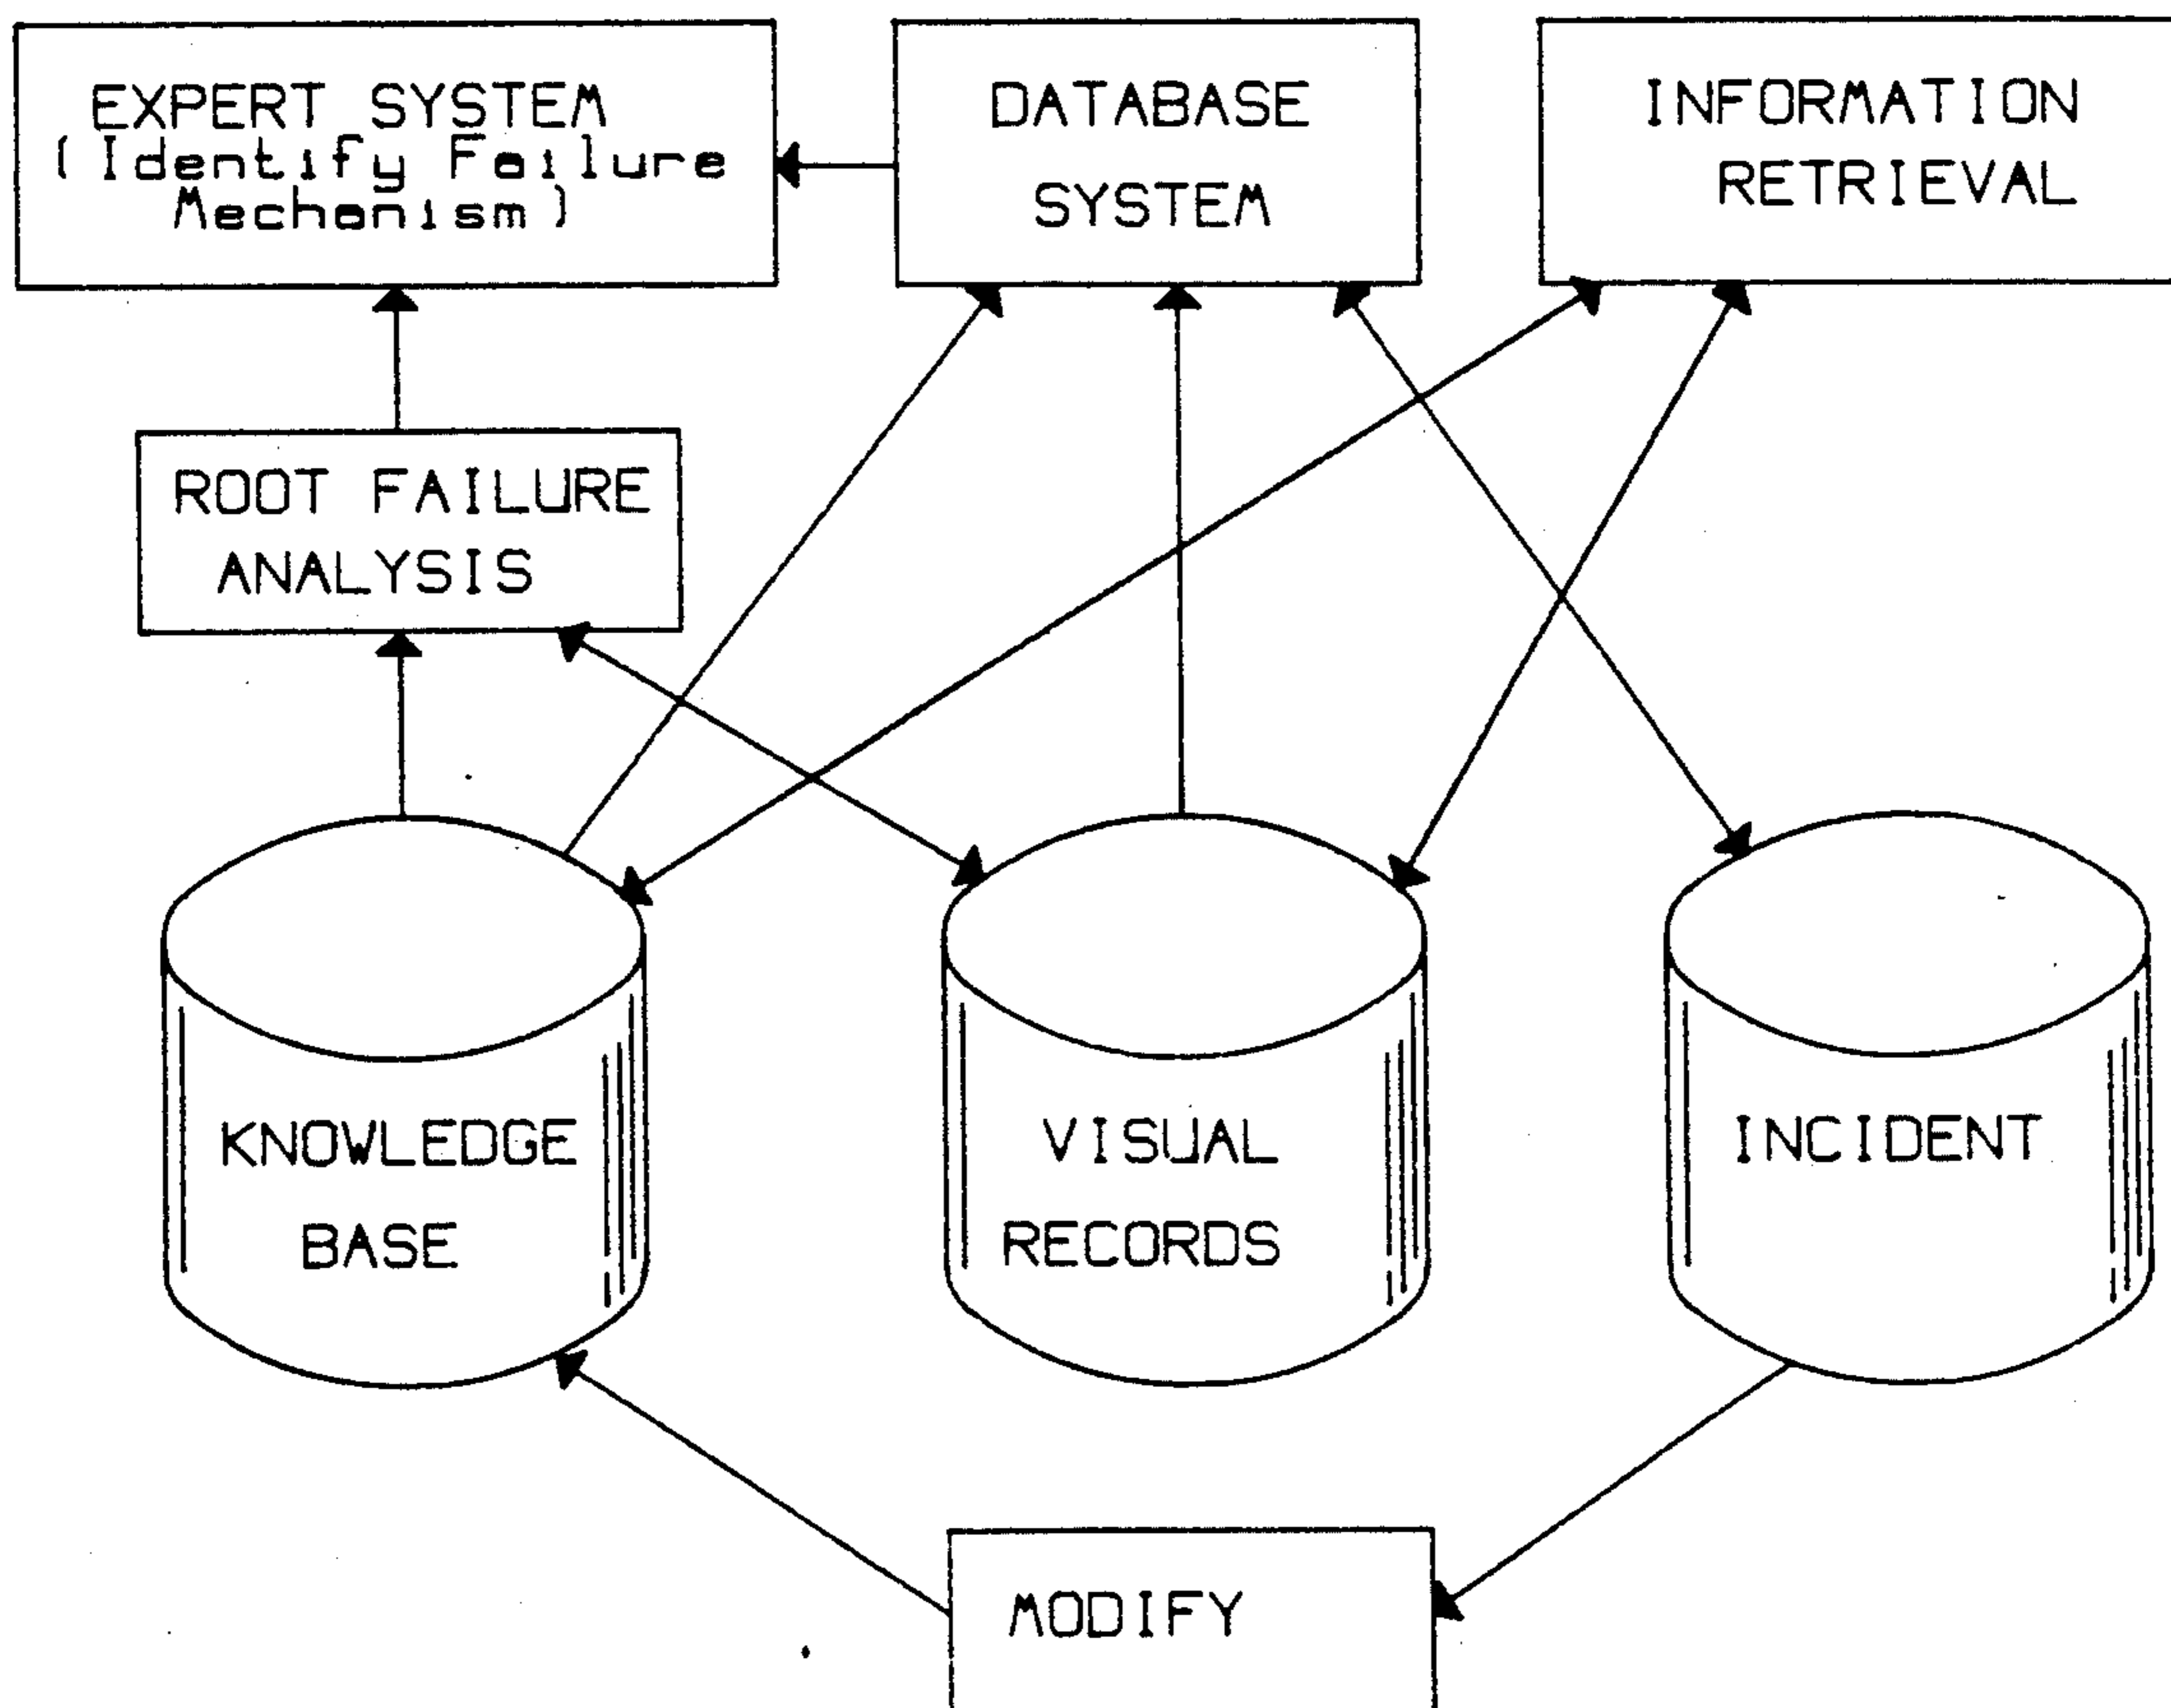 EXPERT SYSTEM
(Identify Failure
Mechanism)
DATABASE
SYSTEM
INFORMATION
RETRIEVAL
ROOT FAILURE
ANALYSIS
KNOWLEDGE
BASE
VISUAL
RECORDS
INCIDENT
MODIFY